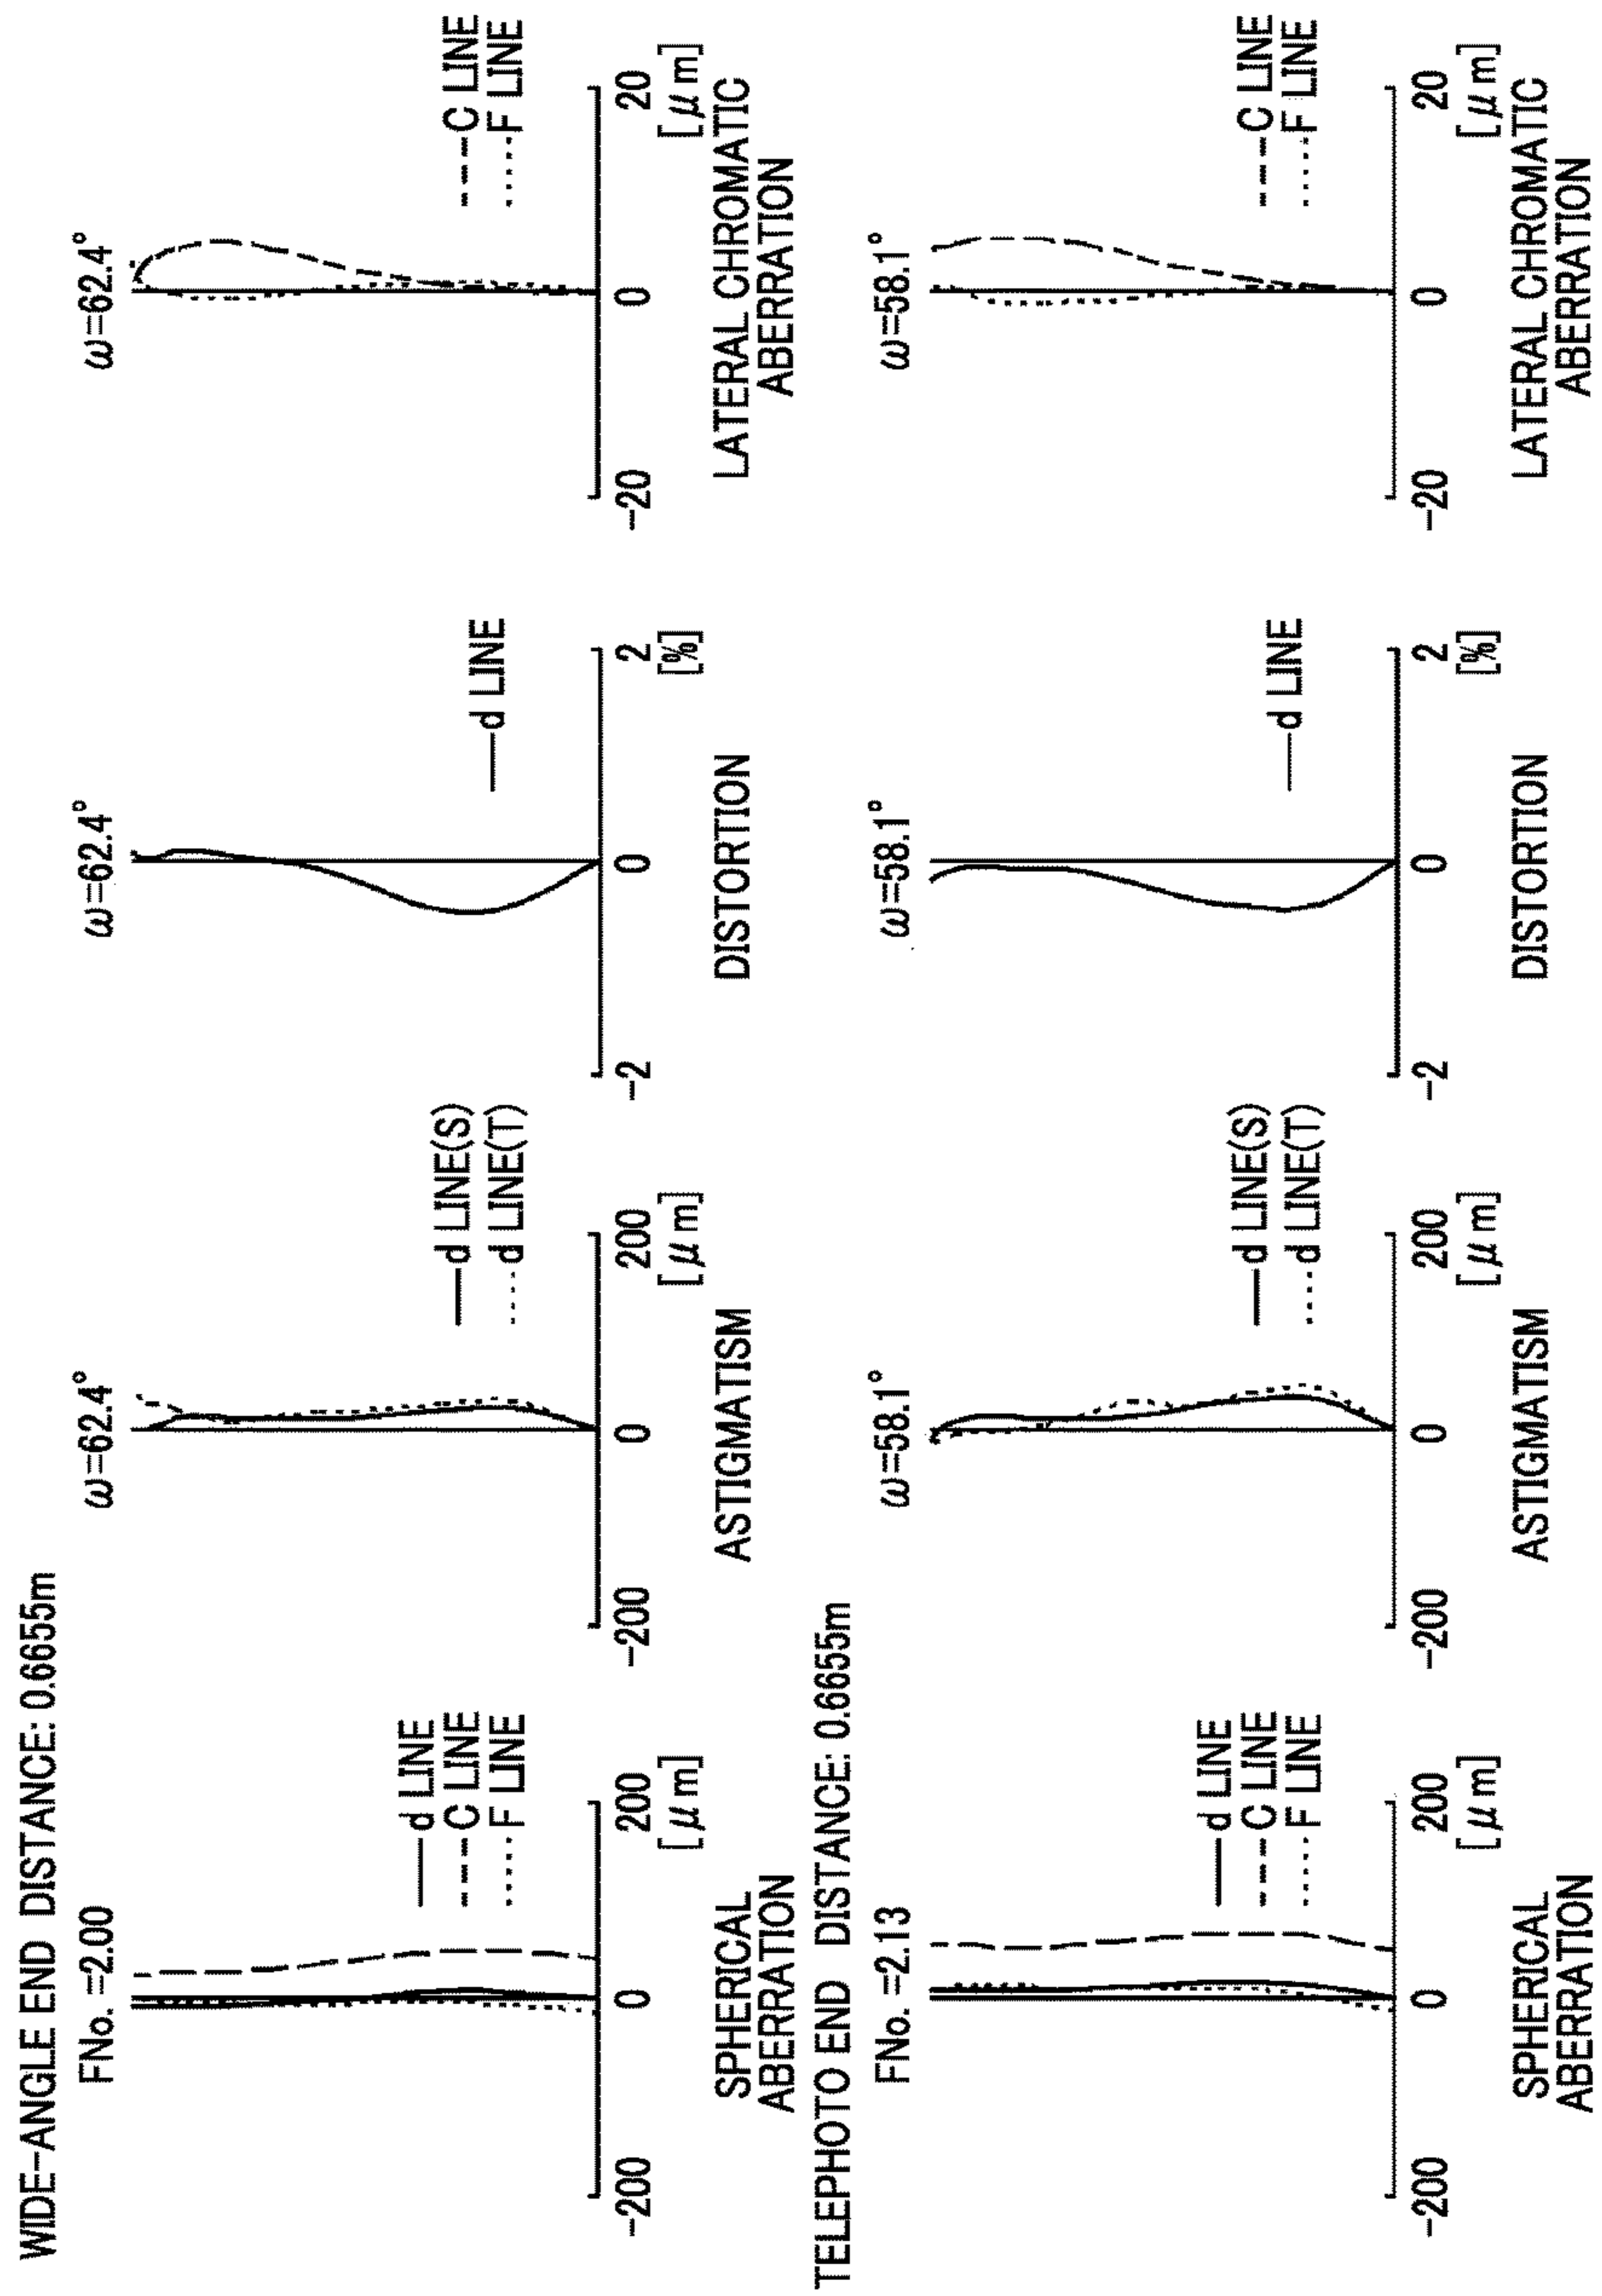 WIDE-ANGLE END DISTANCE: 0.6655m
FNo. =2.00
d LINE
C LINE
F LINE
-200
0
200
[μm]
SPHERICAL
ABERRATION
ω=62.4°
d LINE(S)
d LINE(T)
-200
0
200
[μm]
ASTIGMATISM
ω=62.4°
d LINE
-2
0
2
[%]
DISTORTION
ω=62.4°
C LINE
F LINE
-20
0
20
[μm]
LATERAL CHROMATIC
ABERRATION
TELEPHOTO END DISTANCE: 0.665m
FNo. =2.13
d LINE
C LINE
F LINE
-200
0
200
[μm]
SPHERICAL
ABERRATION
ω=58.1°
d LINE(S)
d LINE(T)
-200
0
200
[μm]
ASTIGMATISM
ω=58.1°
d LINE
-2
0
2
[%]
DISTORTION
ω=58.1°
C LINE
F LINE
-20
0
20
[μm]
LATERAL CHROMATIC
ABERRATION